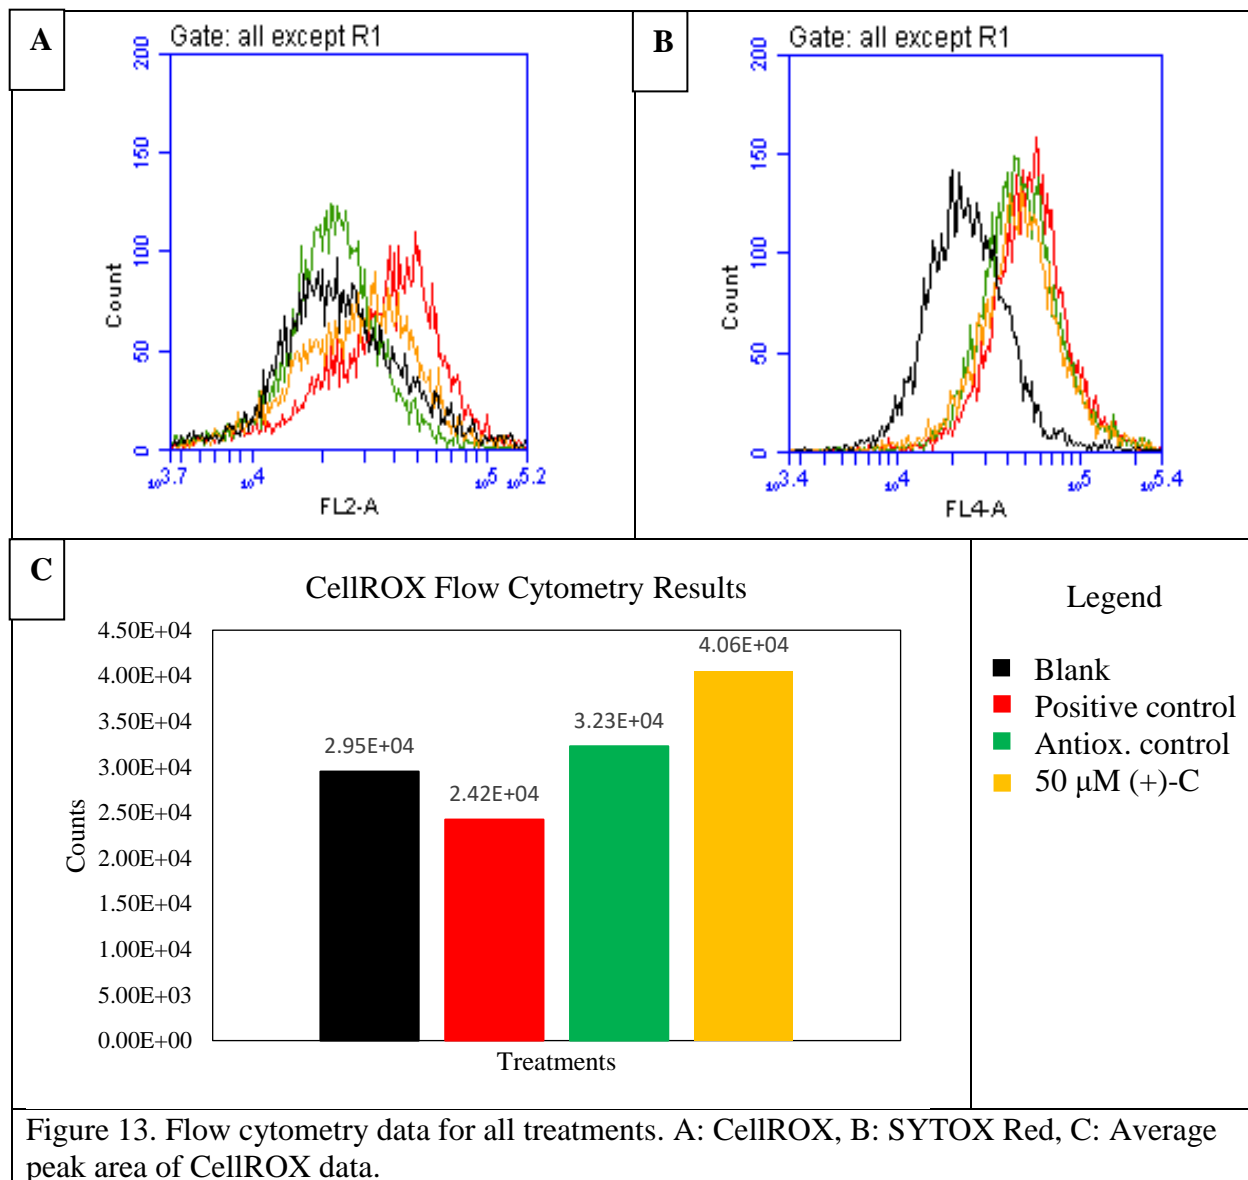 A
Gate: all except R1
200
150
100
50
0
Count
10^3.7 10^4 10^5 10^5.2
FL2-A
B
Gate: all except R1
200
150
100
50
0
Count
10^3.4 10^4 10^5 10^5.4
FL4-A
C
CellROX Flow Cytometry Results
4.50E+04
4.00E+04
3.50E+04
3.00E+04
2.50E+04
2.00E+04
1.50E+04
1.00E+04
5.00E+03
0.00E+00
Counts
2.95E+04
2.42E+04
3.23E+04
4.06E+04
Treatments
Legend
Blank
Positive control
Antiox. control
50 μM (+)-C
Figure 13. Flow cytometry data for all treatments. A: CellROX, B: SYTOX Red, C: Average
peak area of CellROX data.